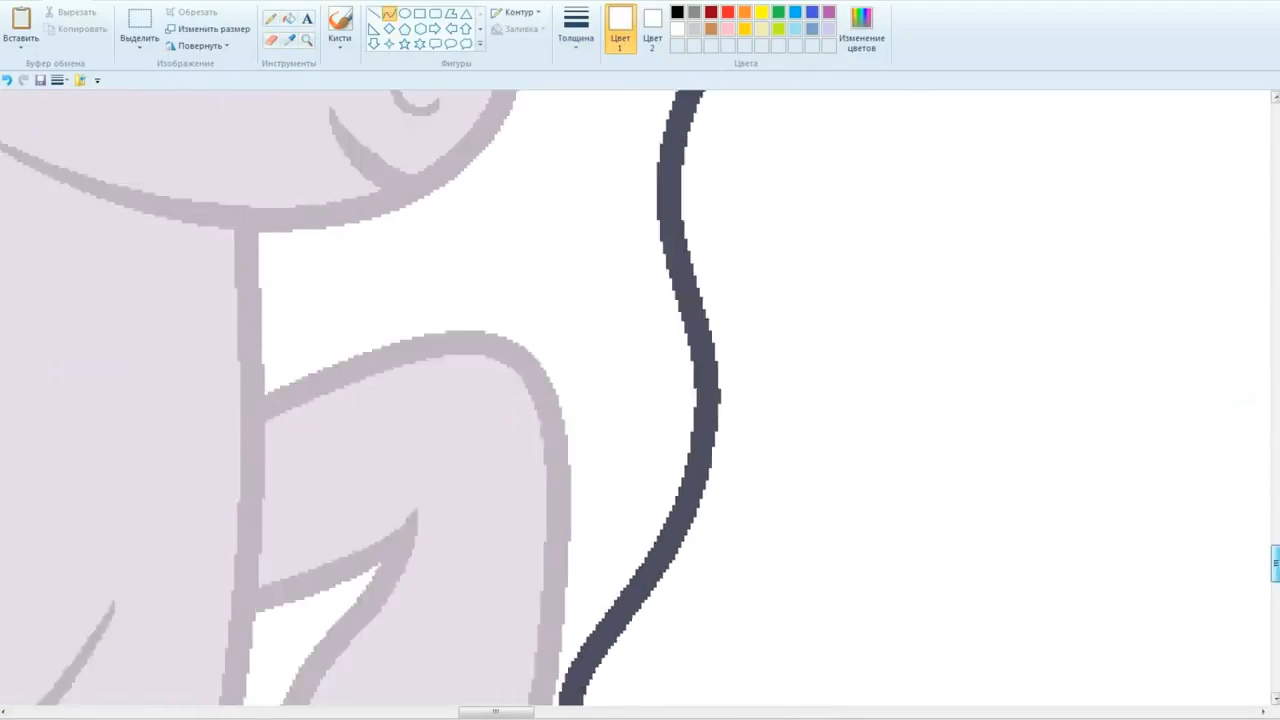 Вставить
Вырезать
Копировать
Буфер обмена
Выделить
Обрезать
Изменить размер
Повернуть
Изображение
A
Инструменты
Кисти
Контур
Заливка
Фигуры
Толщина
Цвет
1
Цвет
2
Изменение
цветов
Цвета